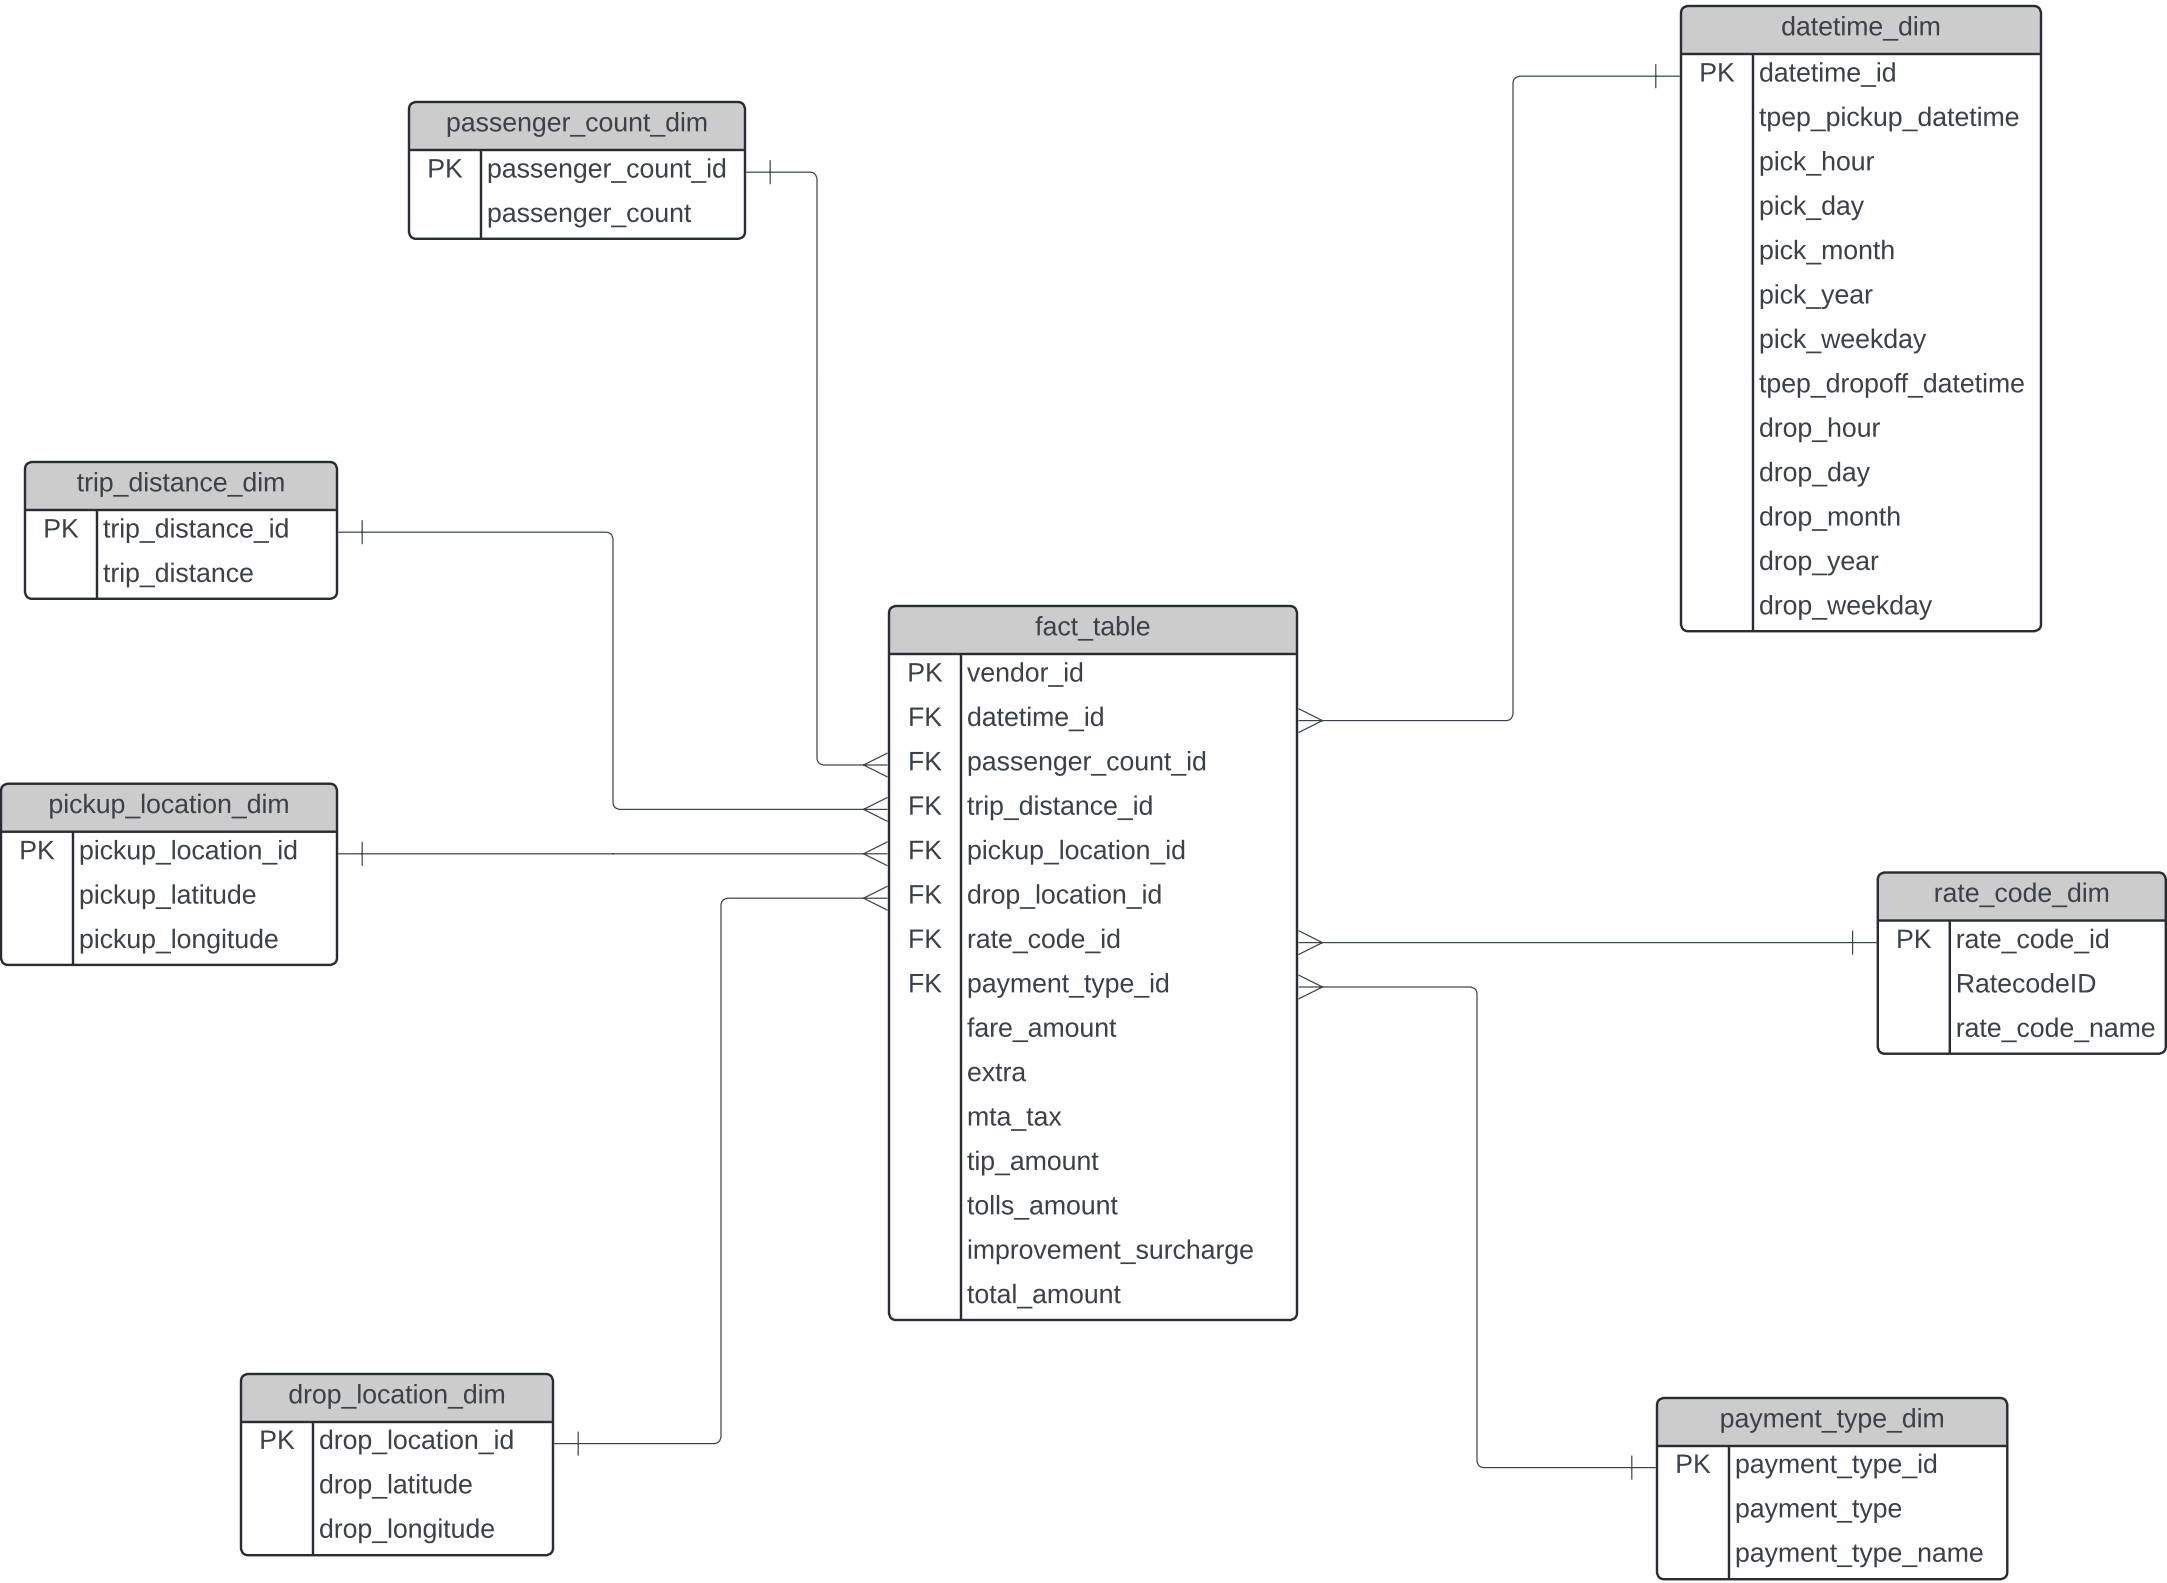 datetime_dim
PK datetime_id
tpep_pickup_datetime
pick_hour
pick_day
pick_month
pick_year
pick_weekday
tpep_dropoff_datetime
drop_hour
drop_day
drop_month
drop_year
drop_weekday
passenger_count_dim
PK passenger_count_id
passenger_count
trip_distance_dim
PK trip_distance_id
trip_distance
fact_table
PK vendor_id
FK datetime_id
FK passenger_count_id
FK trip_distance_id
FK pickup_location_id
FK drop_location_id
FK rate_code_id
FK payment_type_id
fare_amount
extra
mta_tax
tip_amount
tolls_amount
improvement_surcharge
total_amount
pickup_location_dim
PK pickup_location_id
pickup_latitude
pickup_longitude
rate_code_dim
PK rate_code_id
RatecodeID
rate_code_name
drop_location_dim
PK drop_location_id
drop_latitude
drop_longitude
payment_type_dim
PK payment_type_id
payment_type
payment_type_name